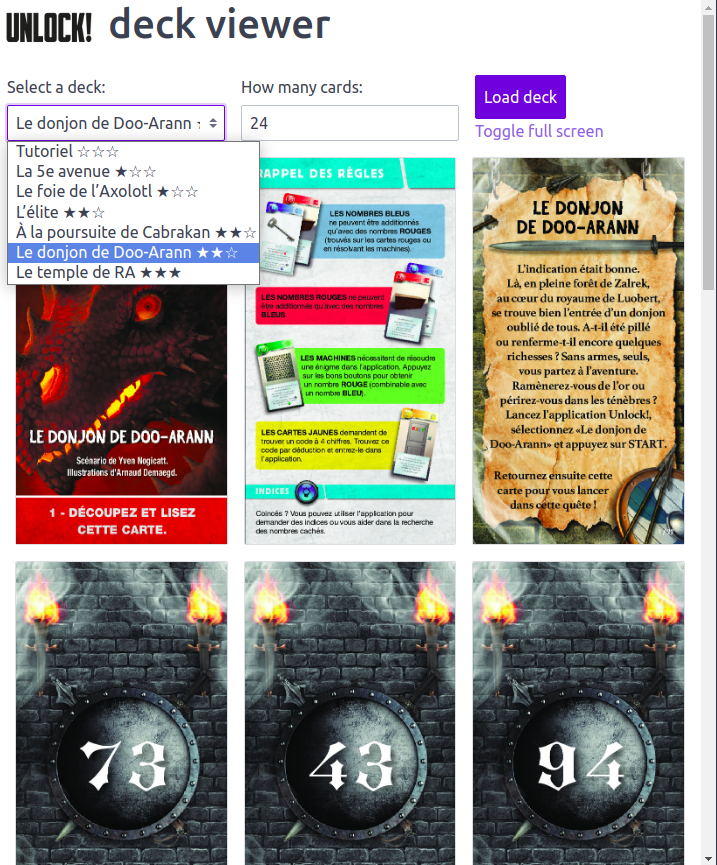 UNLOCK! deck viewer
Select a deck:
How many cards:
Load deck
Le donjon de Doo-Arann
24
Toggle full screen
Tutoriel ☆☆☆
La 5e avenue ★☆☆
Le foie de l’Axolotl ★☆☆
L’élite ★★☆
À la poursuite de Cabrakan ★★☆
Le donjon de Doo-Arann ★★☆
Le temple de RA ★★★
LE DONJON DE DOO-ARANN
Scénario de Yven Nogicatt.
Illustrations d'Arnaud Demaegd.
1 - DÉCOUPEZ ET LISEZ
CETTE CARTE.
RAPPEL DES RÈGLES
LES NOMBRES BLEUS
ne peuvent être additionnés
qu'avec des nombres ROUGES
(trouvés sur les cartes rouges ou
en résolvant les machines).
LES NOMBRES ROUGES ne peuvent
être additionnés qu'avec des nombres
BLEUS.
LES MACHINES nécessitent de résoudre
une énigme dans l'application. Appuyez
sur les bons boutons pour obtenir
un nombre ROUGE (combinable avec
un nombre BLEU).
LES CARTES JAUNES demandent de
trouver un code à 4 chiffres. Trouvez ce
code par déduction et entrez-le dans
l'application.
INDICES
Coincés ? Vous pouvez utiliser l'application pour
demander des indices ou vous aider dans la recherche
des nombres cachés.
LE DONJON
DE DOO-ARANN
L'indication était bonne.
Là, en pleine forêt de Zalrek,
au cœur du royaume de Luobert,
se trouve bien l'entrée d'un donjon
oublié de tous. A-t-il été pillé
ou renferme-t-il encore quelques
richesses ? Sans armes, seuls,
vous partez à l'aventure.
Ramènerez-vous de l'or ou
périrez-vous dans les ténèbres ?
Lancez l'application Unlock!,
sélectionnez «Le donjon de
Doo-Arann» et appuyez sur START.
Retournez ensuite cette
carte pour vous lancer
dans cette quête !
73
43
94